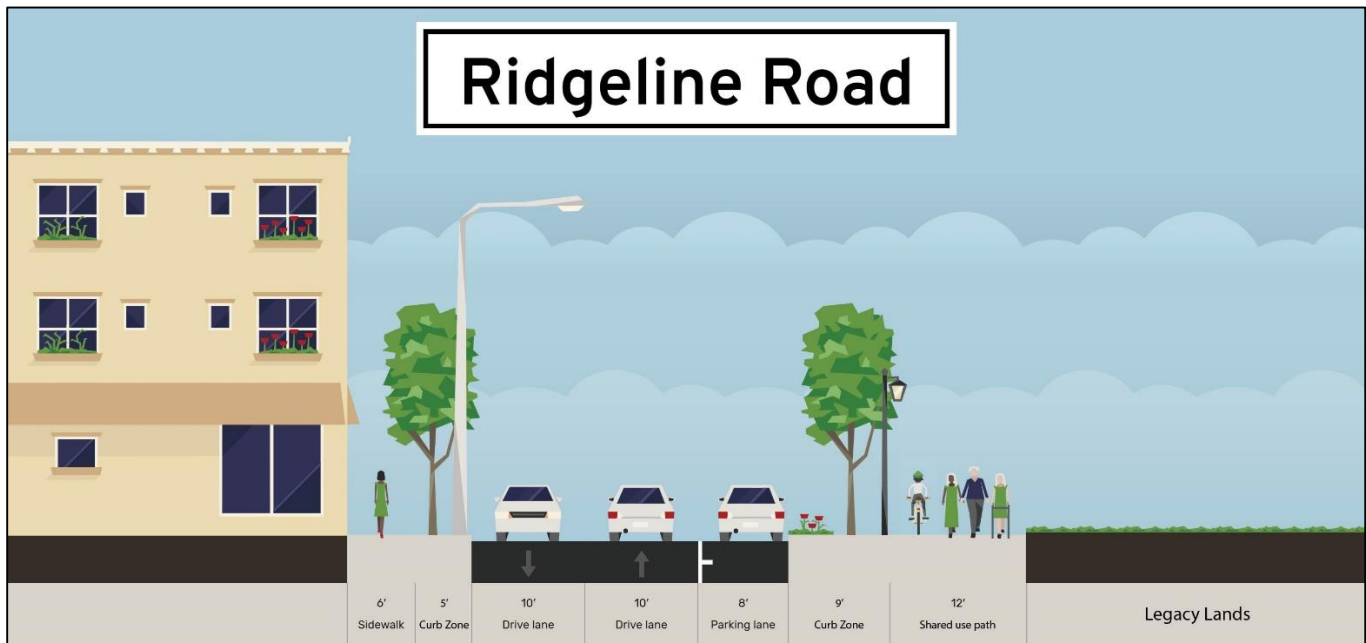 Ridgeline Road
6' 5' 10' 10' 8' 9' 12'
Sidewalk Curb Zone Drive lane Drive lane Parking lane Curb Zone Shared use path
Legacy Lands